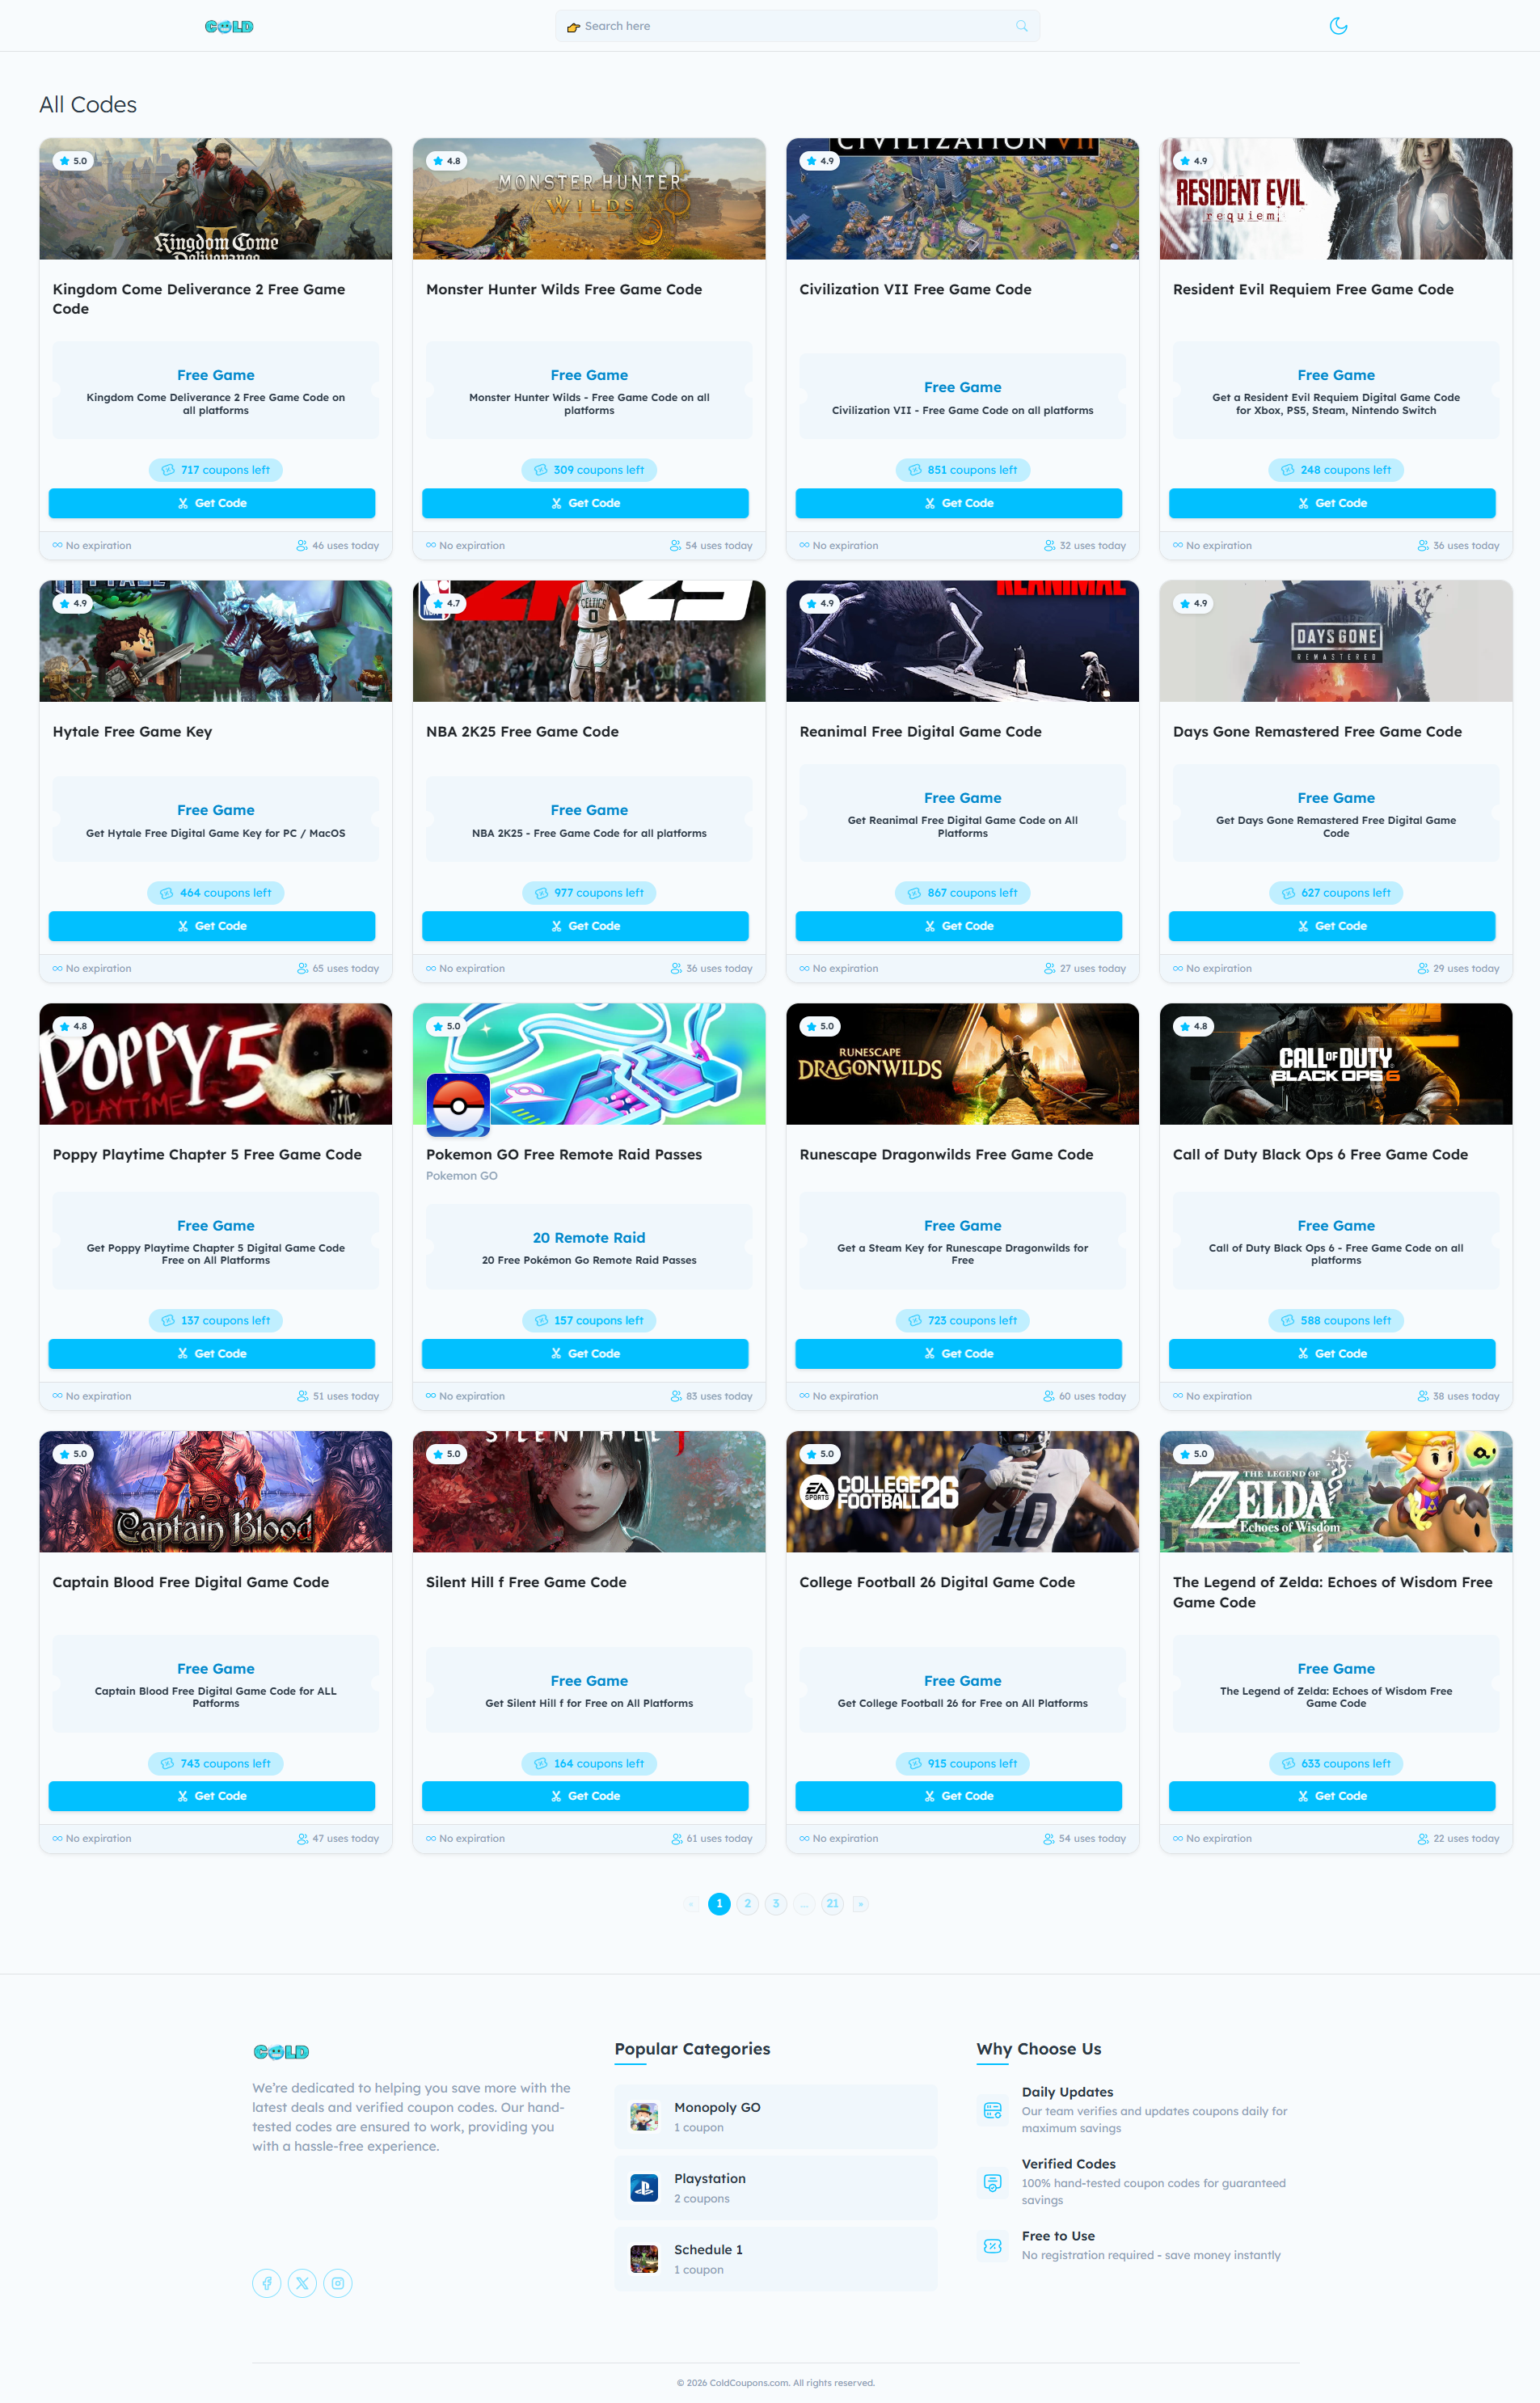 COLD
👉 Search here
All Codes
5.0
Kingdom Come
Deliverance
II
Kingdom Come Deliverance 2 Free Game
Code
Free Game
Kingdom Come Deliverance 2 Free Game Code on
all platforms
717 coupons left
Get Code
No expiration
46 uses today
4.8
MONSTER HUNTER
WILDS
Monster Hunter Wilds Free Game Code
Free Game
Monster Hunter Wilds - Free Game Code on all
platforms
309 coupons left
Get Code
No expiration
54 uses today
4.9
CIVILIZATION VII
Civilization VII Free Game Code
Free Game
Civilization VII - Free Game Code on all platforms
851 coupons left
Get Code
No expiration
32 uses today
4.9
RESIDENT EVIL
requiem
Resident Evil Requiem Free Game Code
Free Game
Get a Resident Evil Requiem Digital Game Code
for Xbox, PS5, Steam, Nintendo Switch
248 coupons left
Get Code
No expiration
36 uses today
HYTALE
4.9
Hytale Free Game Key
Free Game
Get Hytale Free Digital Game Key for PC / MacOS
464 coupons left
Get Code
No expiration
65 uses today
4.7
NBA 2K25
CELTICS
0
NBA 2K25 Free Game Code
Free Game
NBA 2K25 - Free Game Code for all platforms
977 coupons left
Get Code
No expiration
36 uses today
4.9
REANIMAL
Reanimal Free Digital Game Code
Free Game
Get Reanimal Free Digital Game Code on All
Platforms
867 coupons left
Get Code
No expiration
27 uses today
4.9
DAYS GONE
REMASTERED
Days Gone Remastered Free Game Code
Free Game
Get Days Gone Remastered Free Digital Game
Code
627 coupons left
Get Code
No expiration
29 uses today
4.8
POPPY 5
PLAYTIME
Poppy Playtime Chapter 5 Free Game Code
Free Game
Get Poppy Playtime Chapter 5 Digital Game Code
Free on All Platforms
137 coupons left
Get Code
No expiration
51 uses today
5.0
Pokemon GO Free Remote Raid Passes
Pokemon GO
20 Remote Raid
20 Free Pokémon Go Remote Raid Passes
157 coupons left
Get Code
No expiration
83 uses today
5.0
RUNESCAPE
DRAGONWILDS
Runescape Dragonwilds Free Game Code
Free Game
Get a Steam Key for Runescape Dragonwilds for
Free
723 coupons left
Get Code
No expiration
60 uses today
4.8
CALL OF DUTY
BLACK OPS 6
Call of Duty Black Ops 6 Free Game Code
Free Game
Call of Duty Black Ops 6 - Free Game Code on all
platforms
588 coupons left
Get Code
No expiration
38 uses today
5.0
Captain Blood
Captain Blood Free Digital Game Code
Free Game
Captain Blood Free Digital Game Code for ALL
Patforms
743 coupons left
Get Code
No expiration
47 uses today
5.0
SILENT HILL f
Silent Hill f Free Game Code
Free Game
Get Silent Hill f for Free on All Platforms
164 coupons left
Get Code
No expiration
61 uses today
5.0
EA
SPORTS
COLLEGE
FOOTBALL 26
10
College Football 26 Digital Game Code
Free Game
Get College Football 26 for Free on All Platforms
915 coupons left
Get Code
No expiration
54 uses today
5.0
THE LEGEND OF
ZELDA
Echoes of Wisdom
The Legend of Zelda: Echoes of Wisdom Free
Game Code
Free Game
The Legend of Zelda: Echoes of Wisdom Free
Game Code
633 coupons left
Get Code
No expiration
22 uses today
« 1 2 3 ... 21 »
COLD
We're dedicated to helping you save more with the
latest deals and verified coupon codes. Our hand-
tested codes are ensured to work, providing you
with a hassle-free experience.
Popular Categories
Monopoly GO
1 coupon
Playstation
2 coupons
Schedule 1
1 coupon
Why Choose Us
Daily Updates
Our team verifies and updates coupons daily for
maximum savings
Verified Codes
100% hand-tested coupon codes for guaranteed
savings
Free to Use
No registration required - save money instantly
© 2026 ColdCoupons.com. All rights reserved.